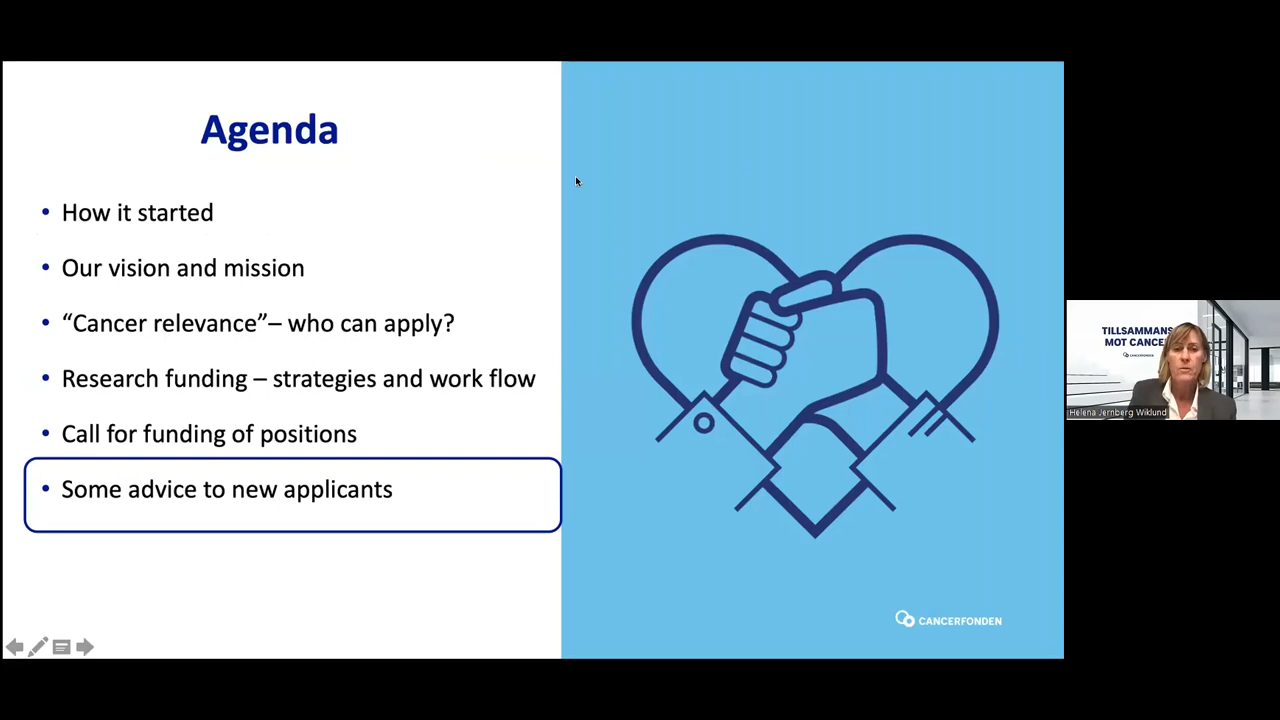 Agenda
• How it started
• Our vision and mission
• “Cancer relevance”– who can apply?
• Research funding – strategies and work flow
• Call for funding of positions
• Some advice to new applicants
CANCERFONDEN
TILLSAMMANS
MOT CANCE
CANCERFONDEN
Helena Jernberg Wiklund